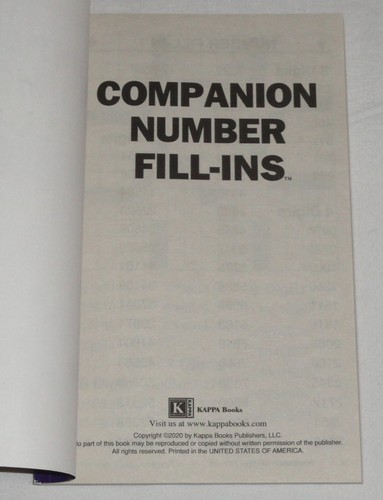 COMPANION
NUMBER
FILL-INS™
K KAPPA Books
Visit us at www.kappabooks.com
Copyright ©2020 by Kappa Books Publishers, LLC.
o part of this book may be reproduced or copied without written permission of the publisher.
All rights reserved. Printed in the UNITED STATES OF AMERICA.